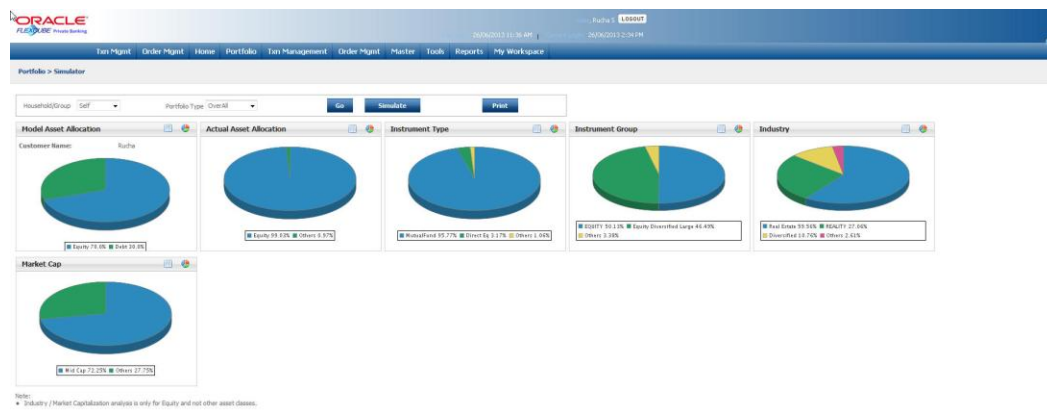 ORACLE
FLEXCUBE Private Banking
Rucha S LOGOUT
26/06/2013 11:36 AM | 26/06/2013 2:34 PM
Txn Mgmt Order Mgmt Home Portfolio Txn Management Order Mgmt Master Tools Reports My Workspace
Portfolio > Simulator
Household/Group Self Portfolio Type OverAll Go Simulate Print
Model Asset Allocation
Customer Name: Rucha
Equity 70.0% Debt 30.0%
Actual Asset Allocation
Equity 99.03% Others 0.97%
Instrument Type
MutualFund 95.77% Direct Eq 3.17% Others 1.06%
Instrument Group
EQUITY 50.13% Equity Diversified Large 46.49%
Others 3.38%
Industry
Real Estate 59.56% REALITY 27.06%
Diversified 10.76% Others 2.61%
Market Cap
Mid Cap 72.25% Others 27.75%
Note:
Industry / Market Capitalization analysis is only for Equity and not other asset classes.